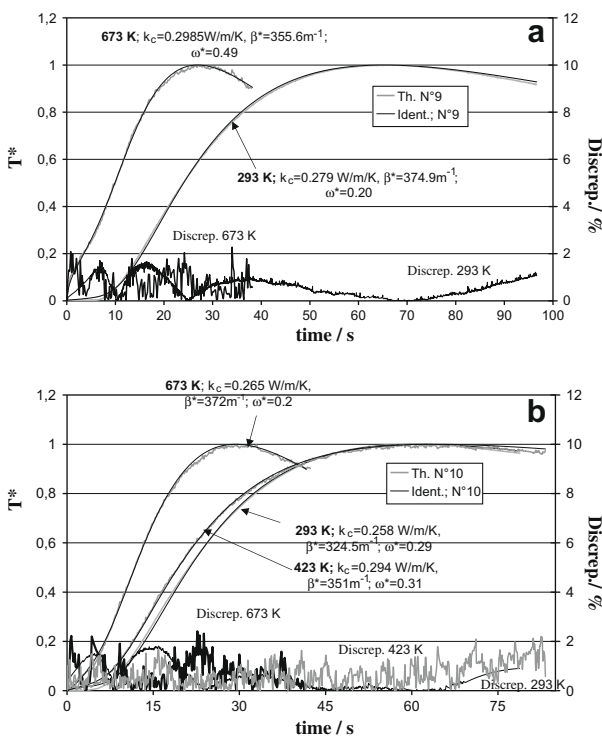 a
673 K; k_c=0.2985W/m/K, β*=355.6m⁻¹;
ω*=0.49
Th. N°9
Ident.; N°9
293 K; k_c=0.279 W/m/K, β*=374.9m⁻¹;
ω*=0.20
Discrep. 673 K
Discrep. 293 K
T*
1,2
1
0,8
0,6
0,4
0,2
0
12
10
8
6
4
2
0
Discrep./ %
0 10 20 30 40 50 60 70 80 90 100
time / s
b
673 K; k_c=0.265 W/m/K,
β*=372m⁻¹; ω*=0.2
Th. N°10
Ident.; N°10
293 K; k_c=0.258 W/m/K,
β*=324.5m⁻¹; ω*=0.29
423 K; k_c=0.294 W/m/K,
β*=351m⁻¹; ω*=0.31
Discrep. 673 K
Discrep. 423 K
Discrep. 293 K
T*
1,2
1
0,8
0,6
0,4
0,2
0
12
10
8
6
4
2
0
Discrep./ %
0 15 30 45 60 75
time / s